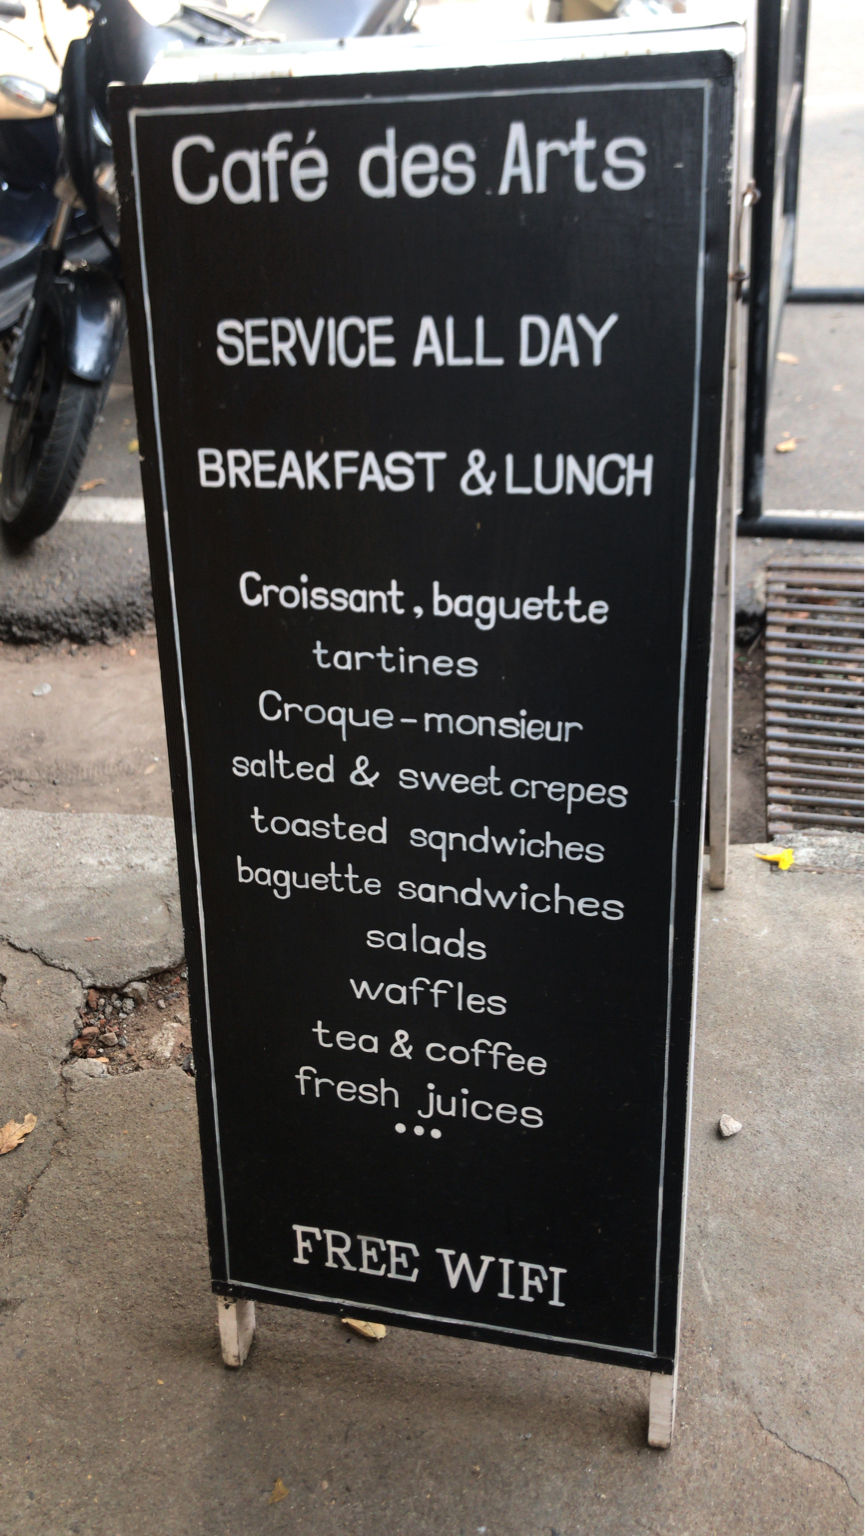 Café des Arts
SERVICE ALL DAY
BREAKFAST & LUNCH
Croissant, baguette
tartines
Croque-monsieur
salted & sweet crepes
toasted sqndwiches
baguette sandwiches
salads
waffles
tea & coffee
fresh juices
...
FREE WIFI